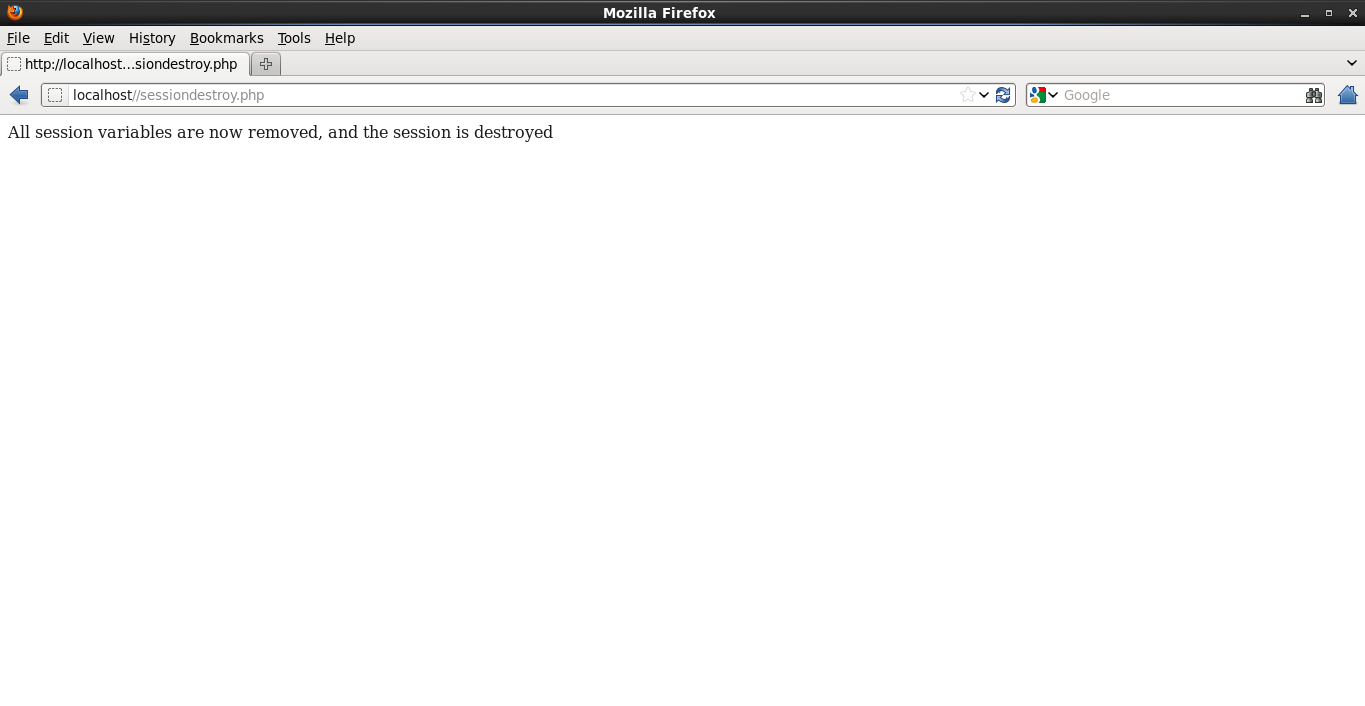 Mozilla Firefox
File Edit View History Bookmarks Tools Help
http://localhost...siondestroy.php
localhost//sessiondestroy.php Google
All session variables are now removed, and the session is destroyed